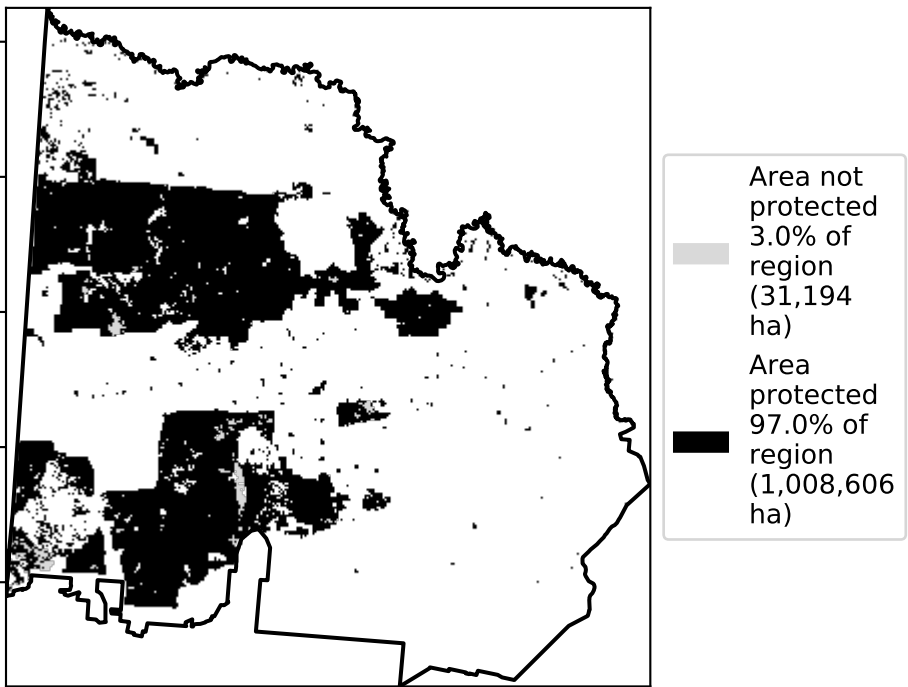 Area not
protected
3.0% of
region
(31,194
ha)
Area
protected
97.0% of
region
(1,008,606
ha)